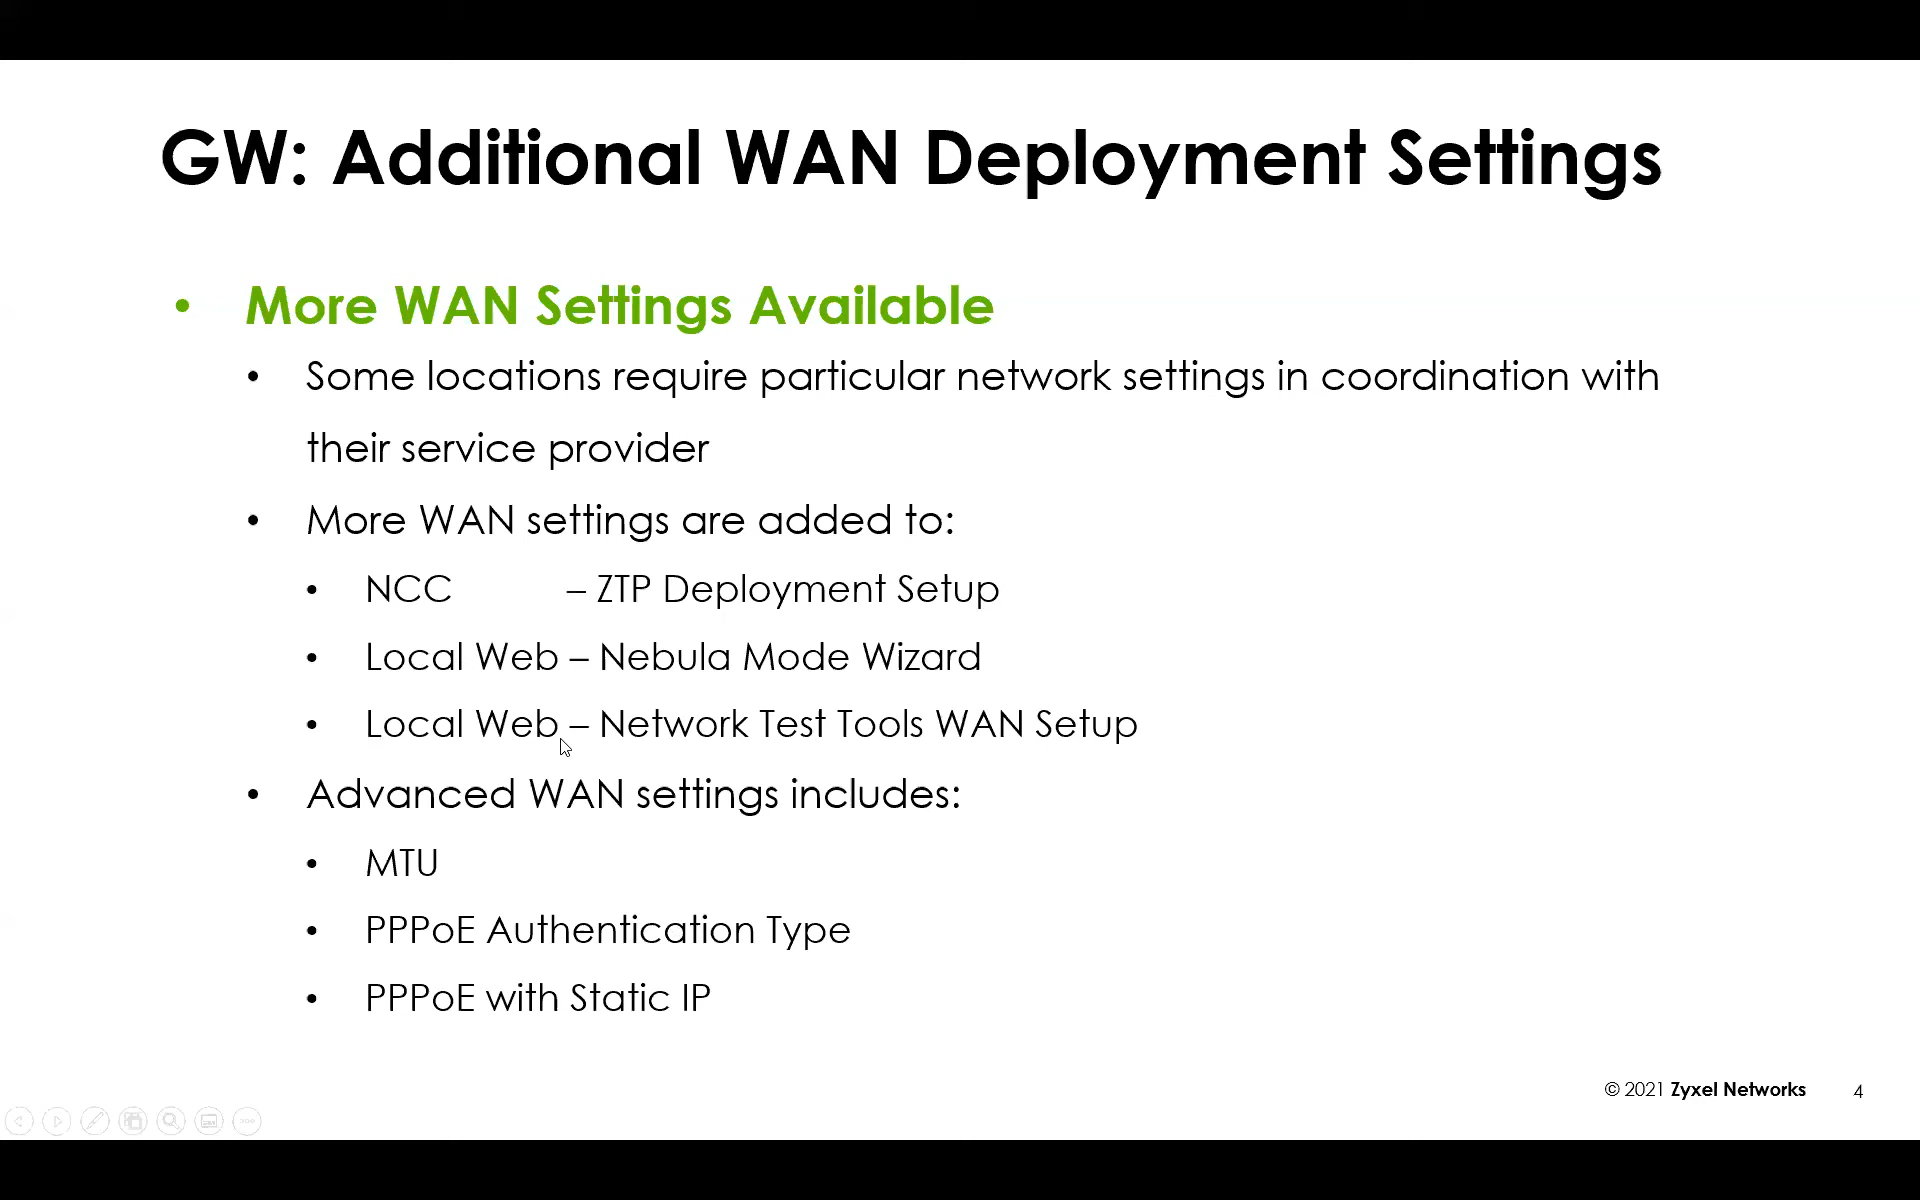 GW: Additional WAN Deployment Settings
• More WAN Settings Available
• Some locations require particular network settings in coordination with
their service provider
• More WAN settings are added to:
• NCC – ZTP Deployment Setup
• Local Web – Nebula Mode Wizard
• Local Web – Network Test Tools WAN Setup
• Advanced WAN settings includes:
• MTU
• PPPoE Authentication Type
• PPPoE with Static IP
© 2021 Zyxel Networks 4